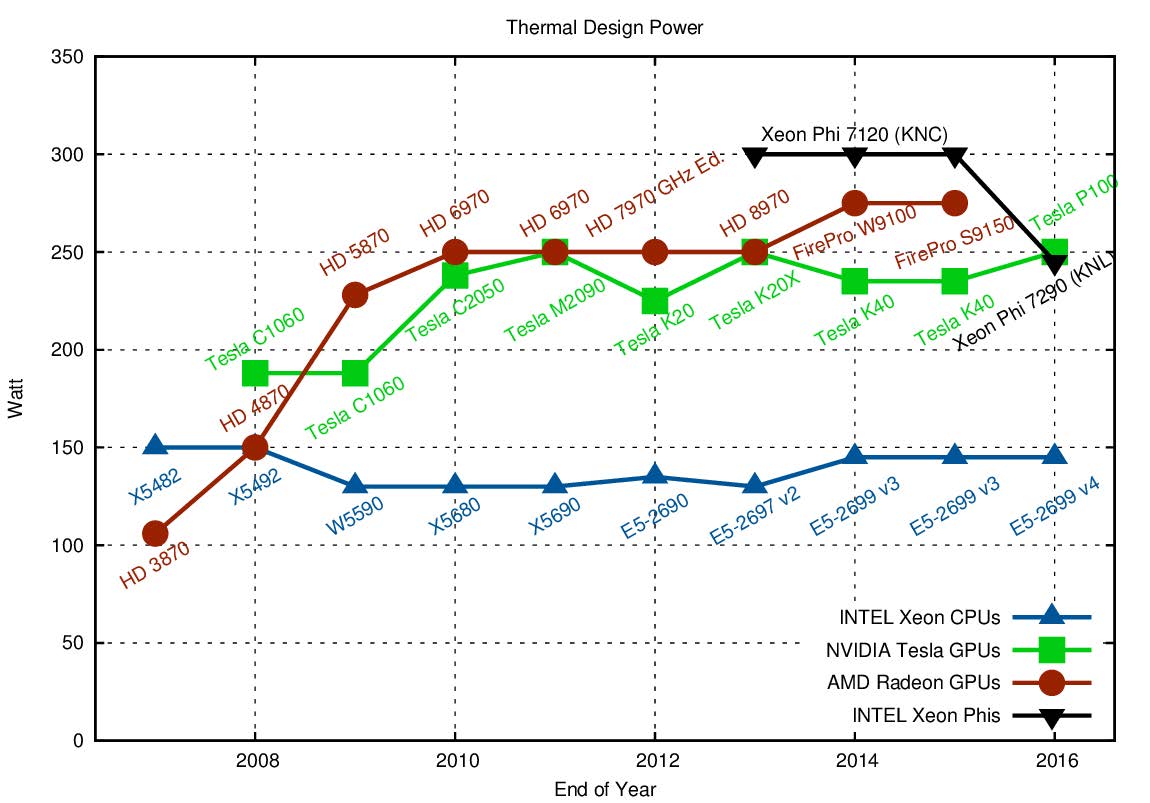 Thermal Design Power
350
300
250
200
150
100
50
0
Watt
2008
2010
2012
2014
2016
End of Year
Xeon Phi 7120 (KNC)
Xeon Phi 7290 (KNL)
HD 3870
HD 4870
HD 5870
HD 6970
HD 6970
HD 7970 GHz Ed.
HD 8970
FirePro W9100
FirePro S9150
Tesla C1060
Tesla C1060
Tesla C2050
Tesla M2090
Tesla K20
Tesla K20X
Tesla K40
Tesla K40
Tesla P100
X5482
X5492
W5590
X5680
X5690
E5-2690
E5-2697 v2
E5-2699 v3
E5-2699 v3
E5-2699 v4
INTEL Xeon CPUs
NVIDIA Tesla GPUs
AMD Radeon GPUs
INTEL Xeon Phis